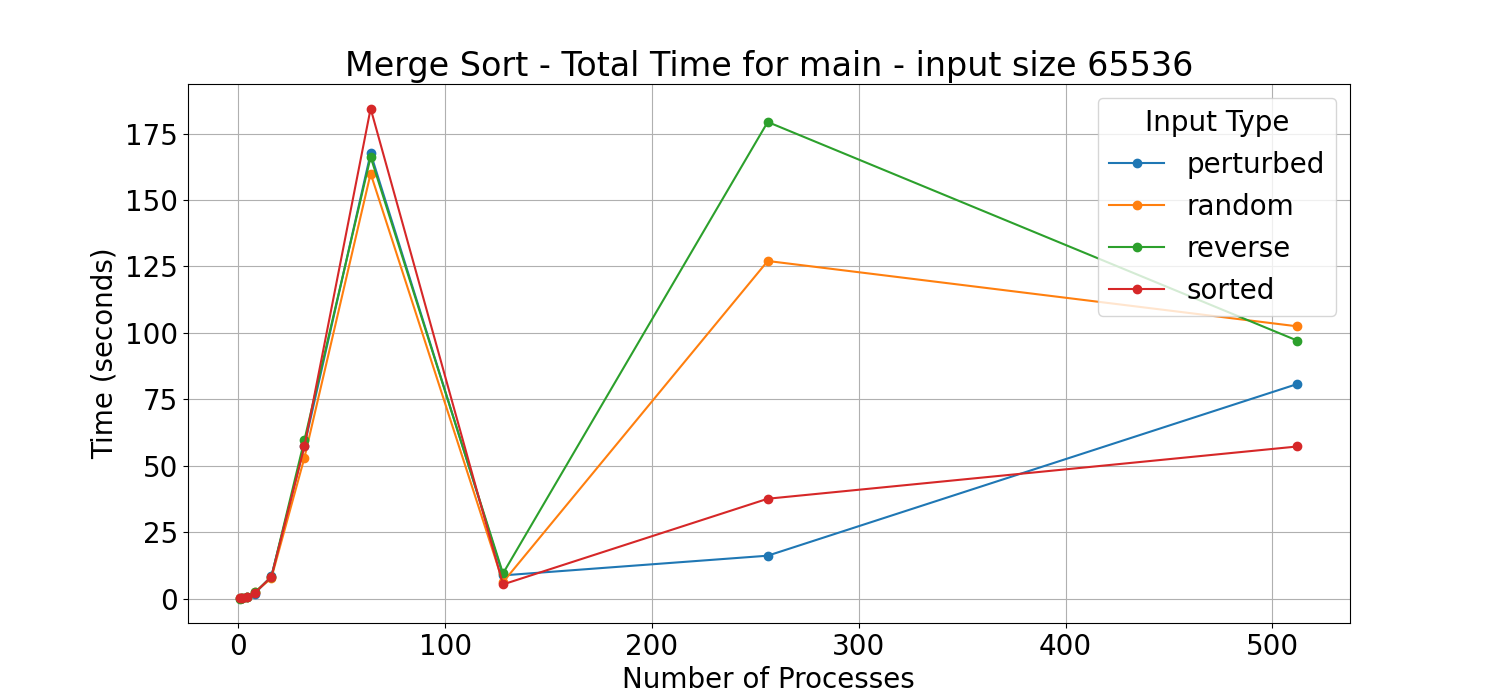 Merge Sort - Total Time for main - input size 65536
Input Type
perturbed
random
reverse
sorted
Time (seconds)
175
150
125
100
75
50
25
0
0 100 200 300 400 500
Number of Processes